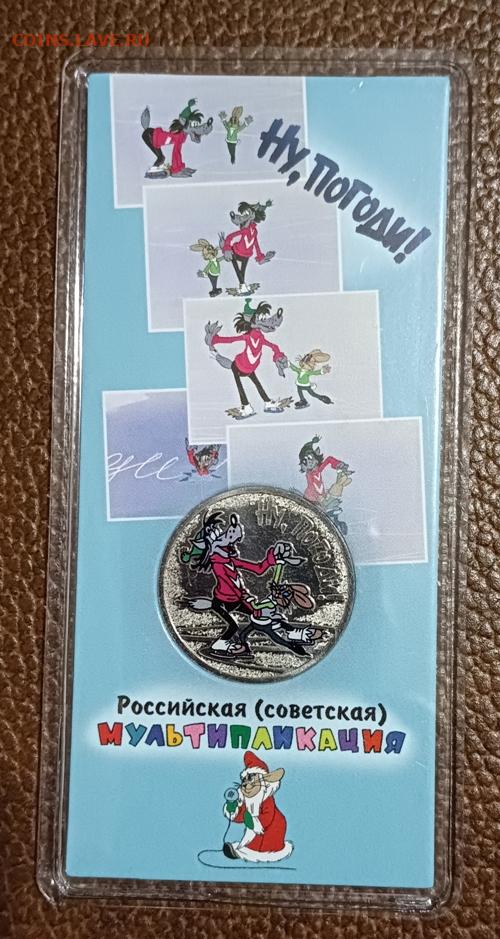 COINS.LAVE.RU
Ну, погоди!
Ну, погоди!
Российская (советская)
МУЛЬТИПЛИКАЦИЯ